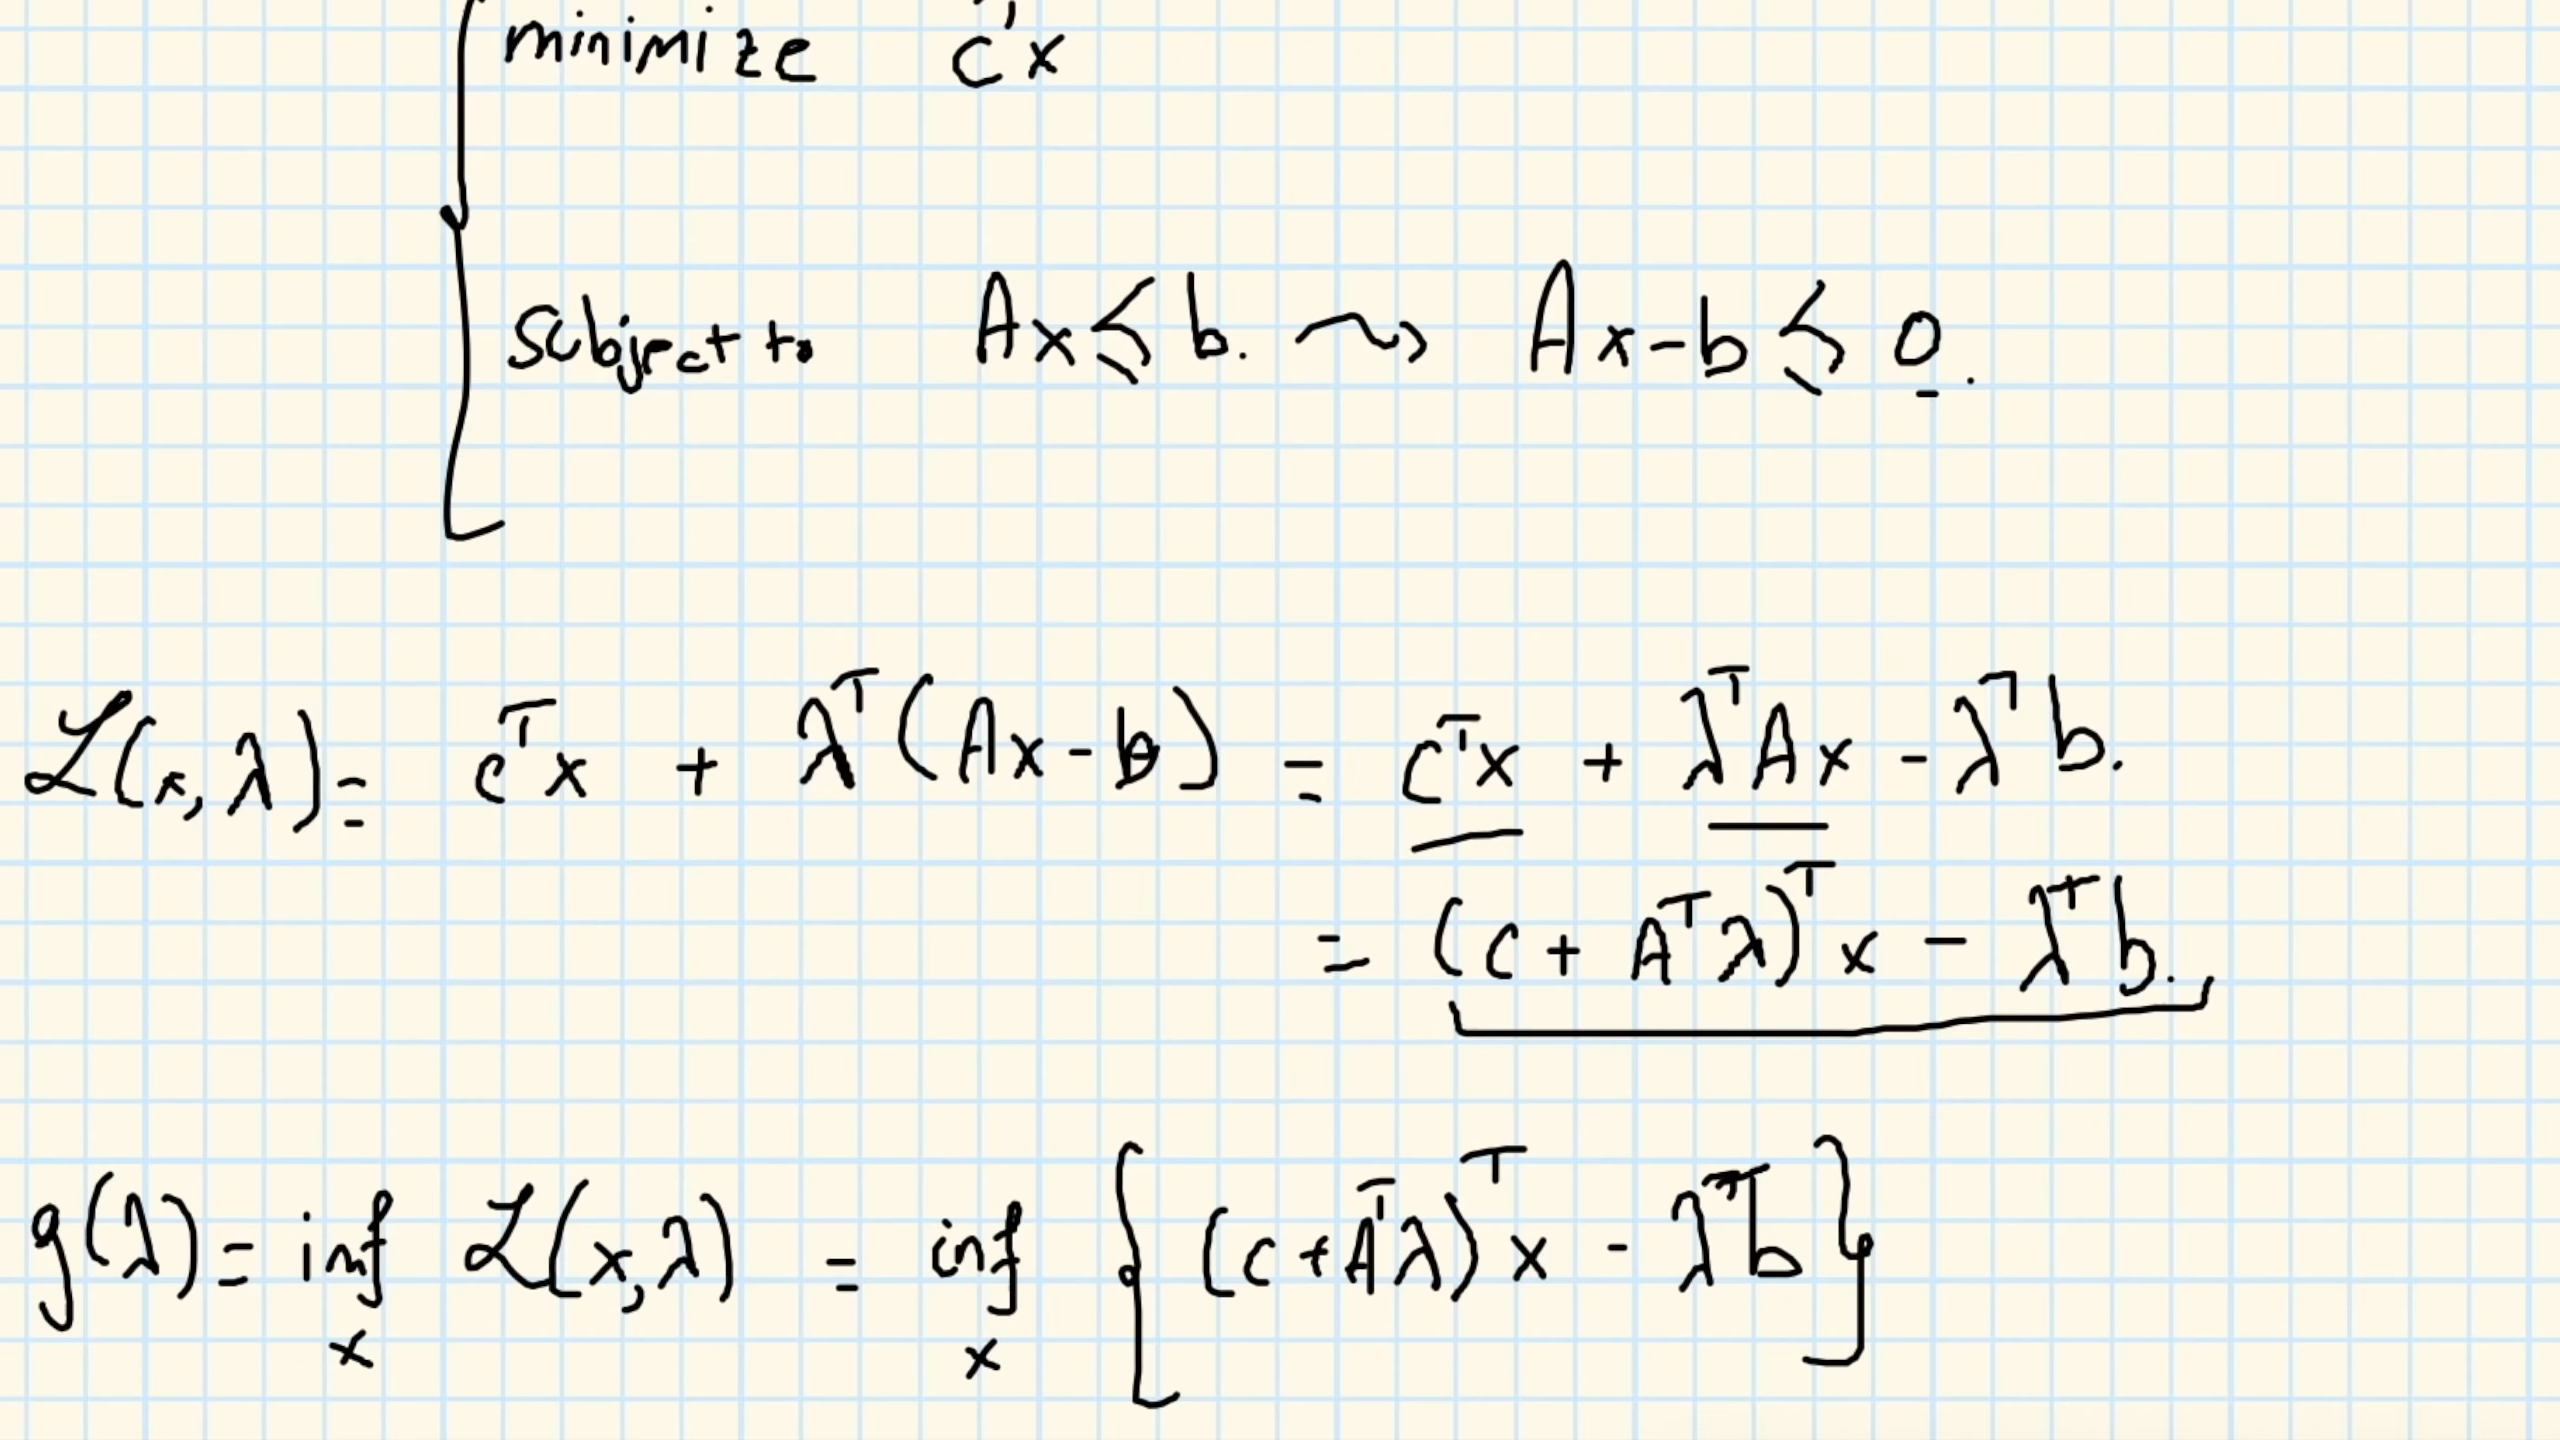 minimize cᵀx
Subject to Ax ≤ b. ⇝ Ax - b ≤ 0.
ℒ(x, λ) = cᵀx + λᵀ(Ax - b) = cᵀx + λᵀAx - λᵀb.
= (c + Aᵀλ)ᵀx - λᵀb.
g(λ) = inf ℒ(x, λ) = inf { (c + Aᵀλ)ᵀx - λᵀb }
x x